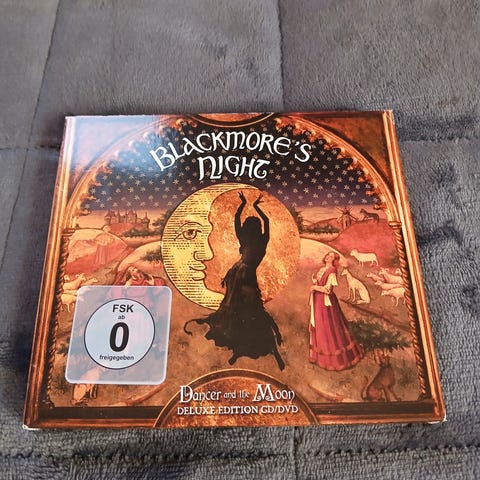 BLACKMORE'S
NIGHT
FSK
ab
0
freigegeben
Dancer and the Moon
DELUXE EDITION CD/DVD